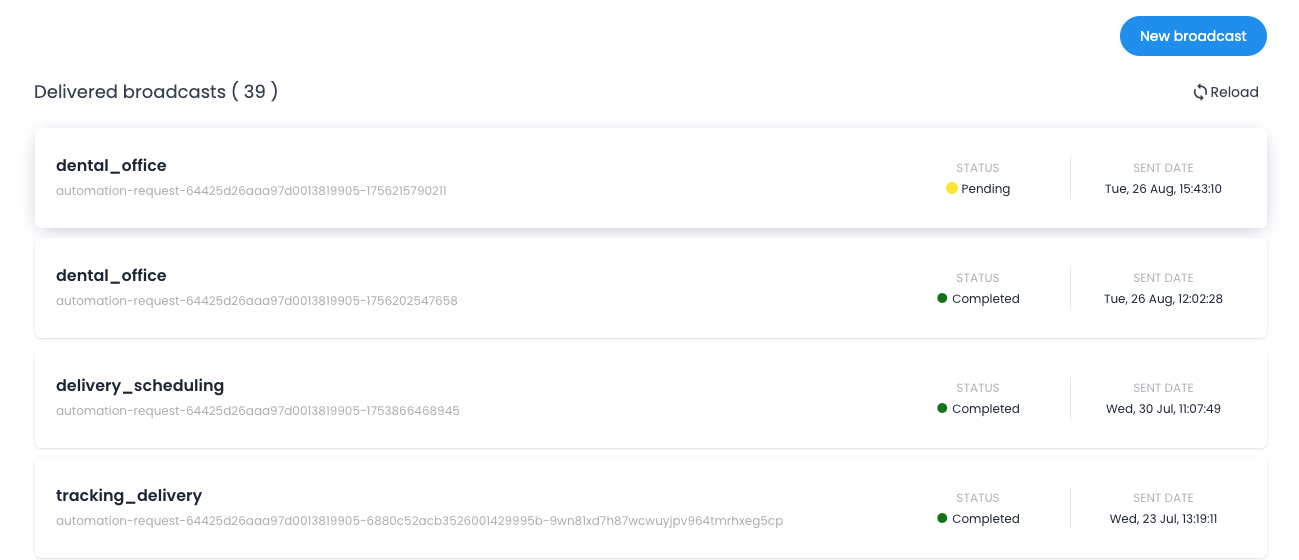 New broadcast
Delivered broadcasts ( 39 )
Reload
dental_office
automation-request-64425d26aaa97d0013819905-1756215790211
STATUS
Pending
SENT DATE
Tue, 26 Aug, 15:43:10
dental_office
automation-request-64425d26aaa97d0013819905-1756202547658
STATUS
Completed
SENT DATE
Tue, 26 Aug, 12:02:28
delivery_scheduling
automation-request-64425d26aaa97d0013819905-1753866468945
STATUS
Completed
SENT DATE
Wed, 30 Jul, 11:07:49
tracking_delivery
automation-request-64425d26aaa97d0013819905-6880c52acb3526001429995b-9wn81xd7h87wcwuyjpv964tmrhxeg5cp
STATUS
Completed
SENT DATE
Wed, 23 Jul, 13:19:11